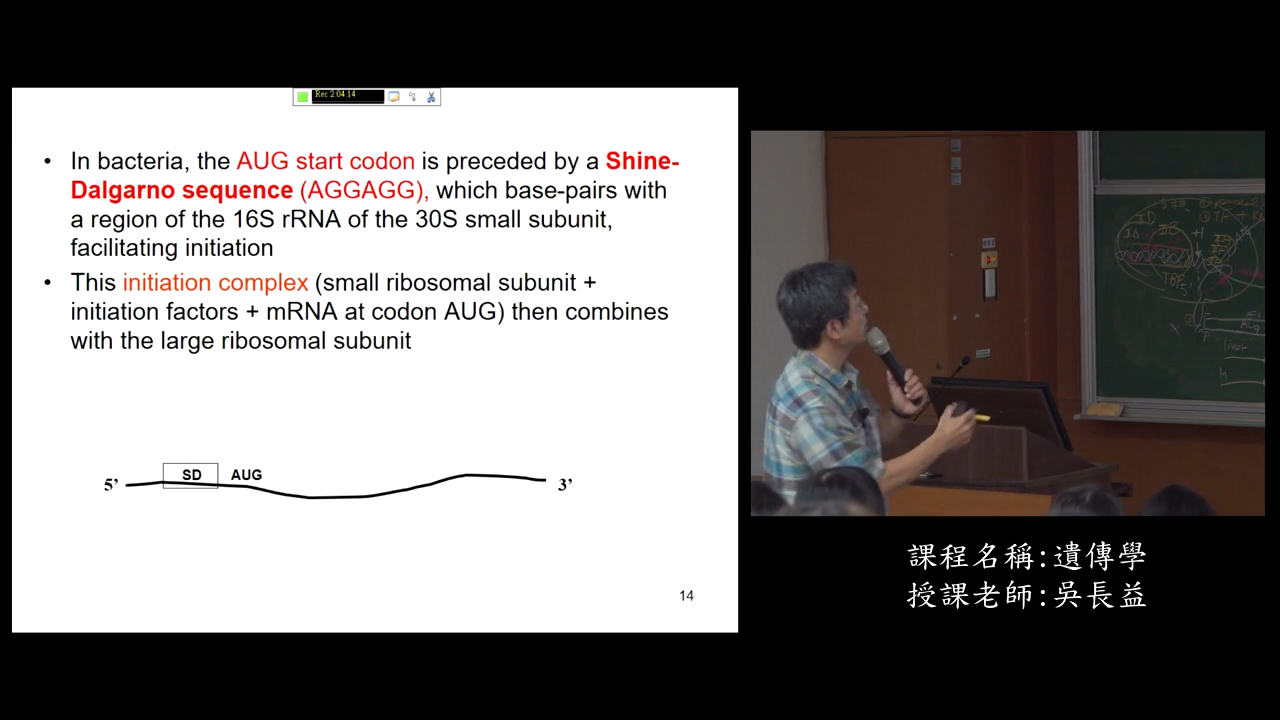 Rec 2:04:14
• In bacteria, the AUG start codon is preceded by a Shine-
Dalgarno sequence (AGGAGG), which base-pairs with
a region of the 16S rRNA of the 30S small subunit,
facilitating initiation
• This initiation complex (small ribosomal subunit +
initiation factors + mRNA at codon AUG) then combines
with the large ribosomal subunit
5’ SD AUG 3’
14
課程名稱:遺傳學
授課老師:吳長益